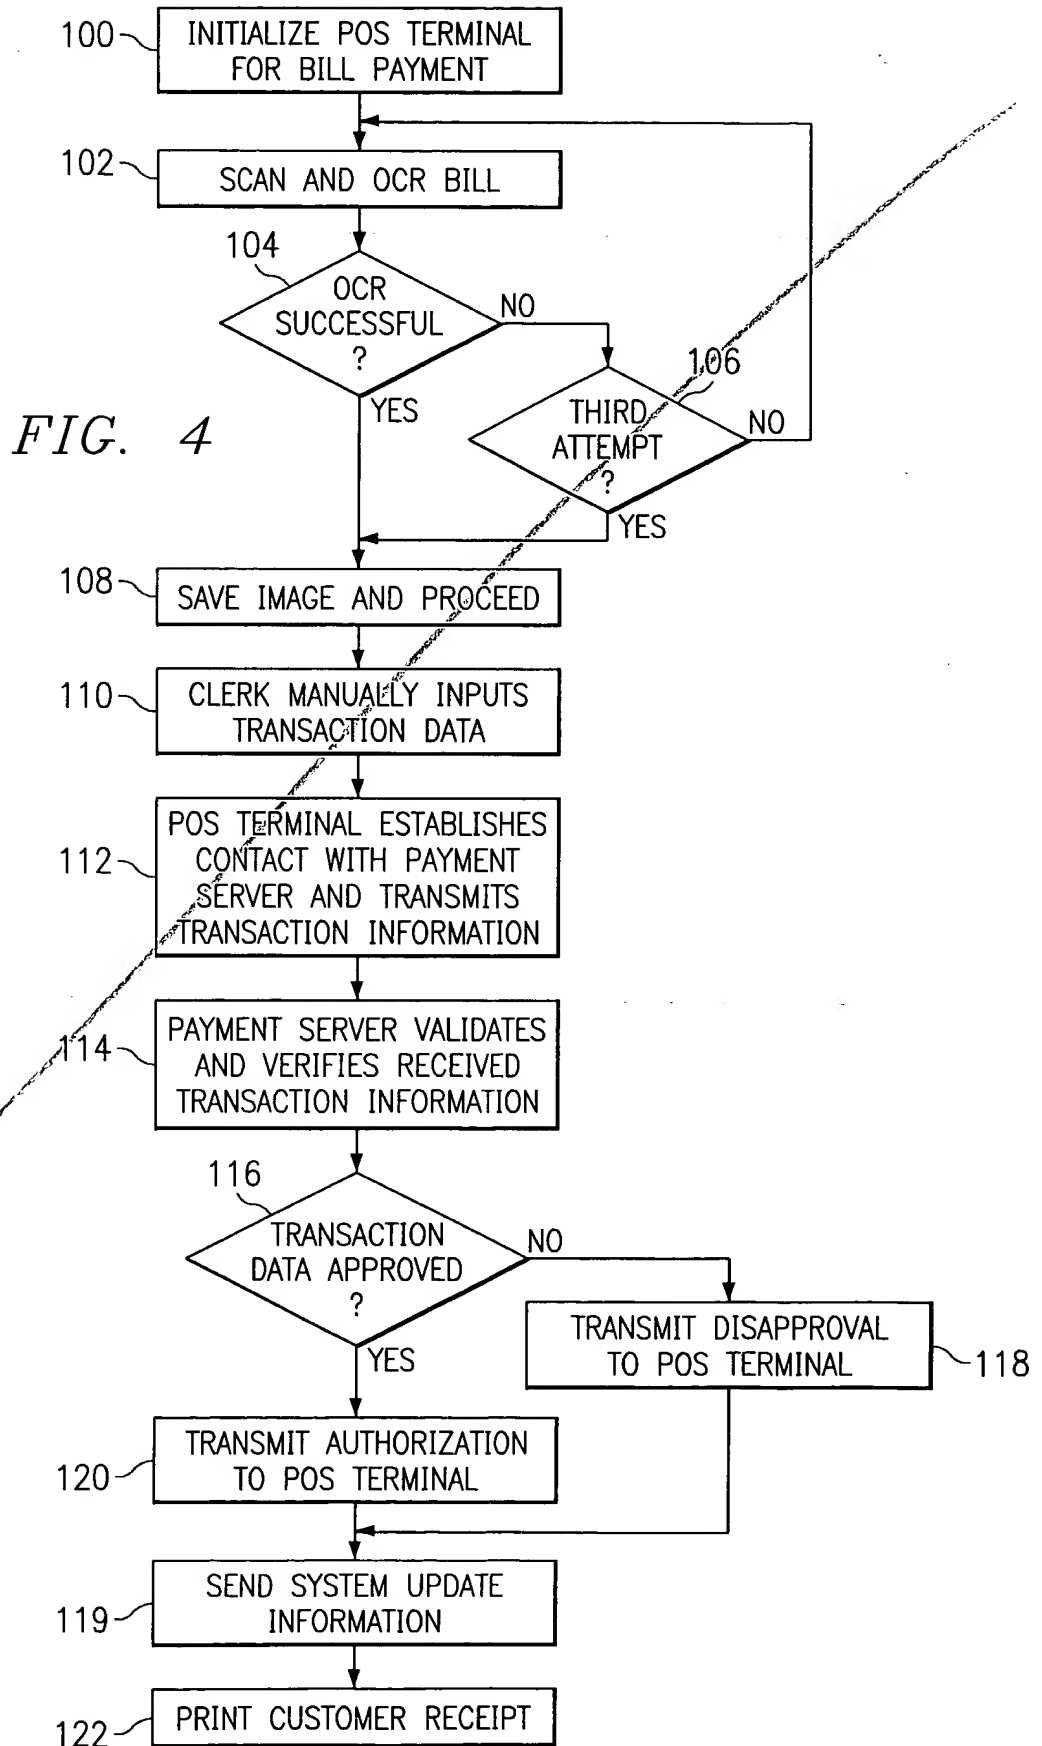 100
INITIALIZE POS TERMINAL
FOR BILL PAYMENT
102
SCAN AND OCR BILL
104
OCR
SUCCESSFUL
?
NO
YES
106
THIRD
ATTEMPT
?
NO
YES
FIG. 4
108
SAVE IMAGE AND PROCEED
110
CLERK MANUALLY INPUTS
TRANSACTION DATA
112
POS TERMINAL ESTABLISHES
CONTACT WITH PAYMENT
SERVER AND TRANSMITS
TRANSACTION INFORMATION
114
PAYMENT SERVER VALIDATES
AND VERIFIES RECEIVED
TRANSACTION INFORMATION
116
TRANSACTION
DATA APPROVED
?
NO
YES
TRANSMIT DISAPPROVAL
TO POS TERMINAL
118
120
TRANSMIT AUTHORIZATION
TO POS TERMINAL
119
SEND SYSTEM UPDATE
INFORMATION
122
PRINT CUSTOMER RECEIPT